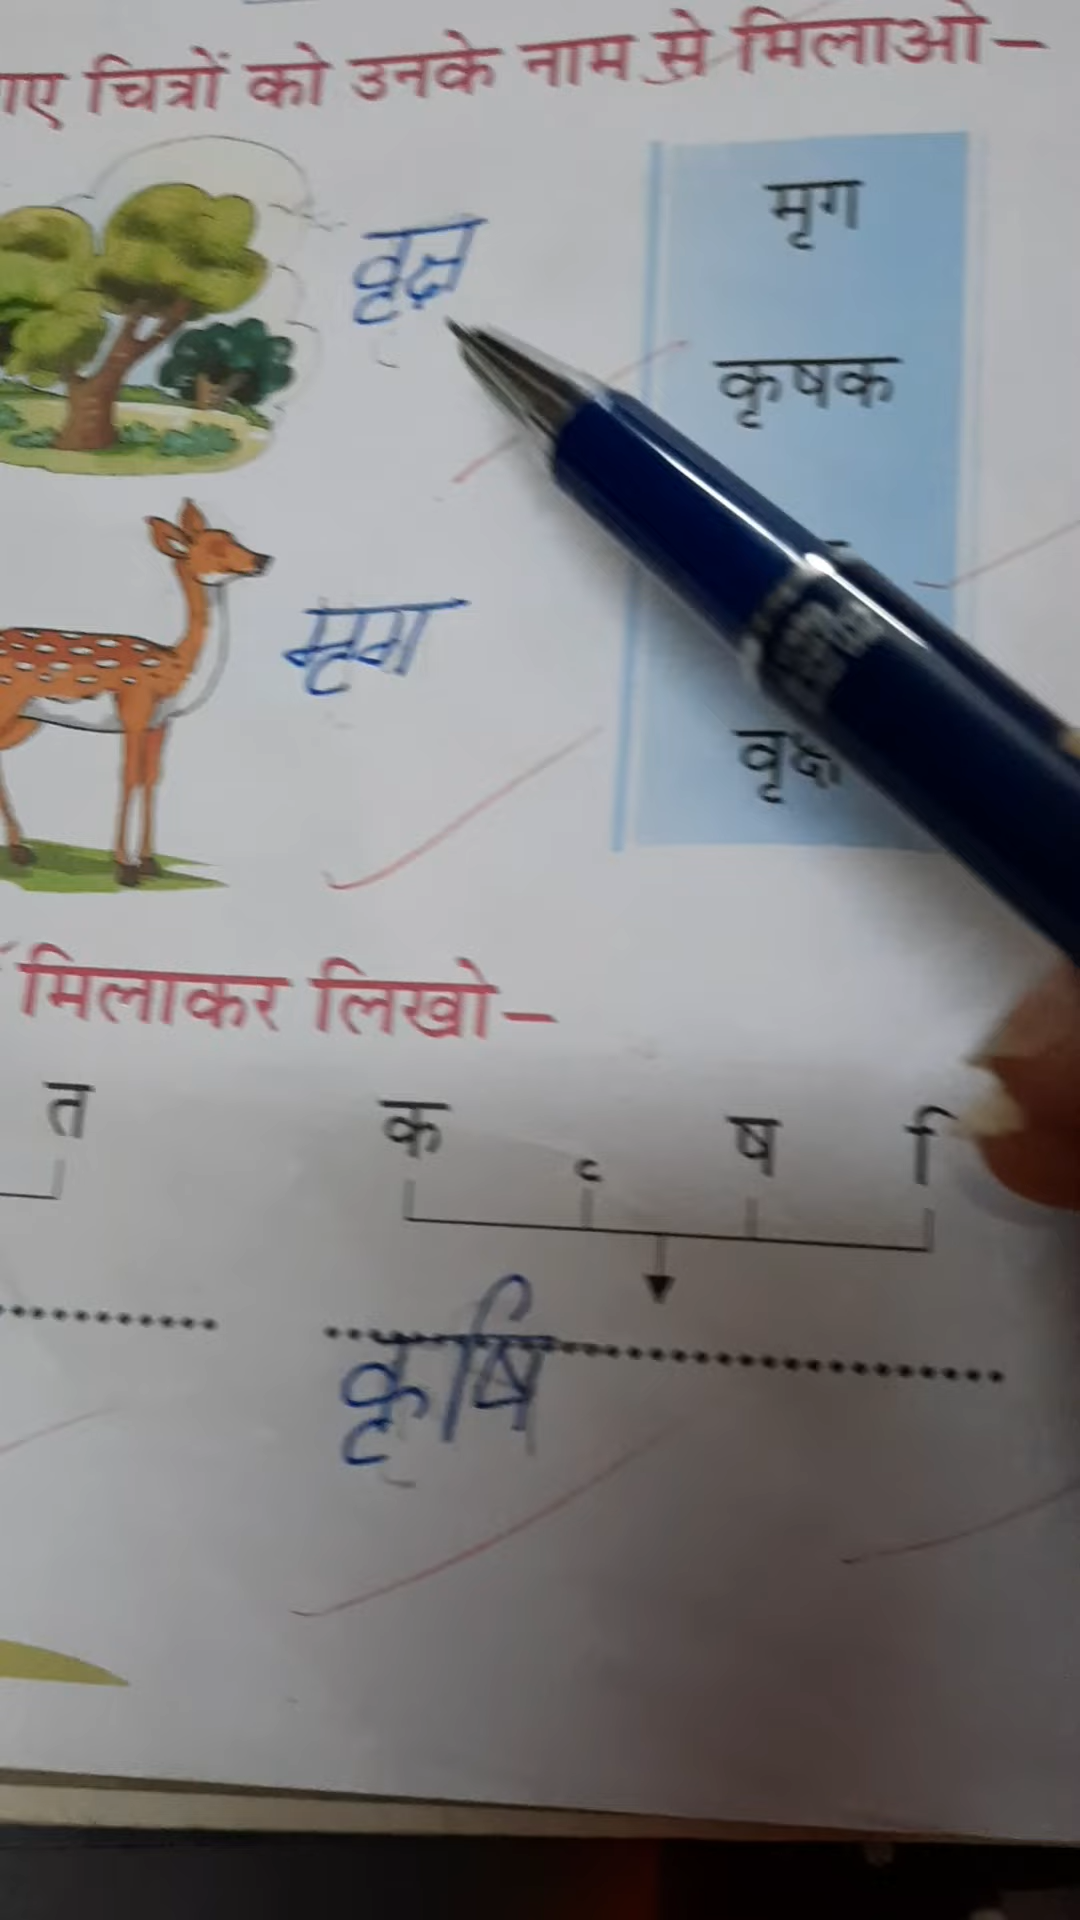 चित्रों को उनके नाम से मिलाओ–
वृक्ष
मृग
कृषक
मृग
वृक्ष
मिलाकर लिखो–
त
क ृ ष ि
कृषि